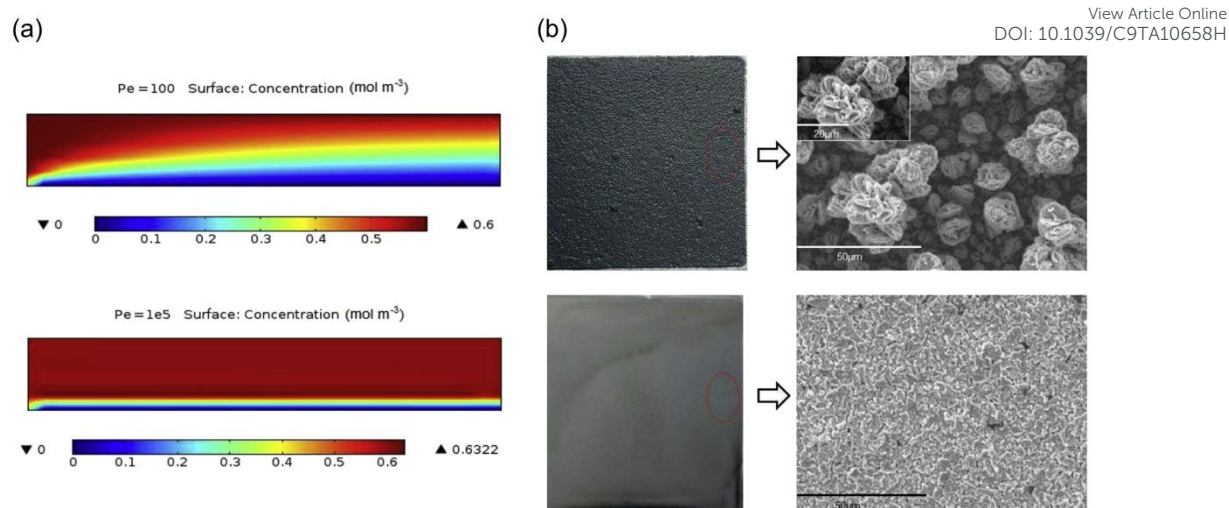 View Article Online
DOI: 10.1039/C9TA10658H
(a)
Pe = 100 Surface: Concentration (mol m⁻³)
▼ 0
0 0.1 0.2 0.3 0.4 0.5
▲ 0.6
Pe = 1e5 Surface: Concentration (mol m⁻³)
▼ 0
0 0.1 0.2 0.3 0.4 0.5 0.6
▲ 0.6322
(b)
20μm
50μm
50μm